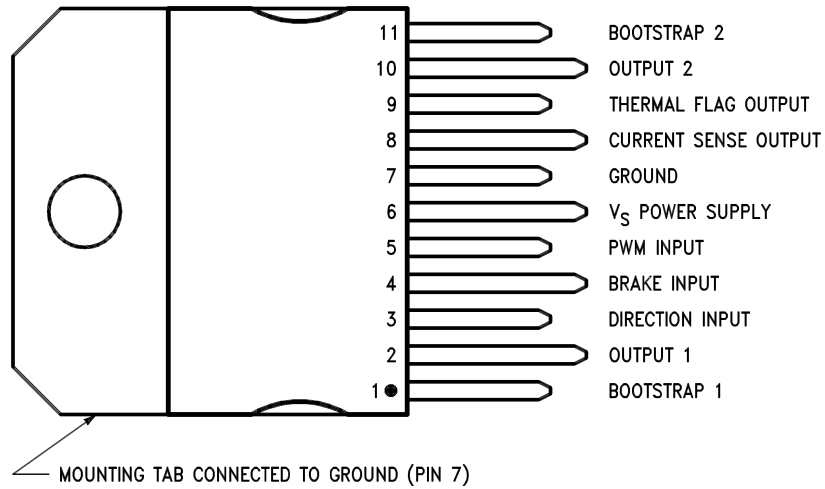 11 BOOTSTRAP 2
10 OUTPUT 2
9 THERMAL FLAG OUTPUT
8 CURRENT SENSE OUTPUT
7 GROUND
6 VS POWER SUPPLY
5 PWM INPUT
4 BRAKE INPUT
3 DIRECTION INPUT
2 OUTPUT 1
1 BOOTSTRAP 1
MOUNTING TAB CONNECTED TO GROUND (PIN 7)